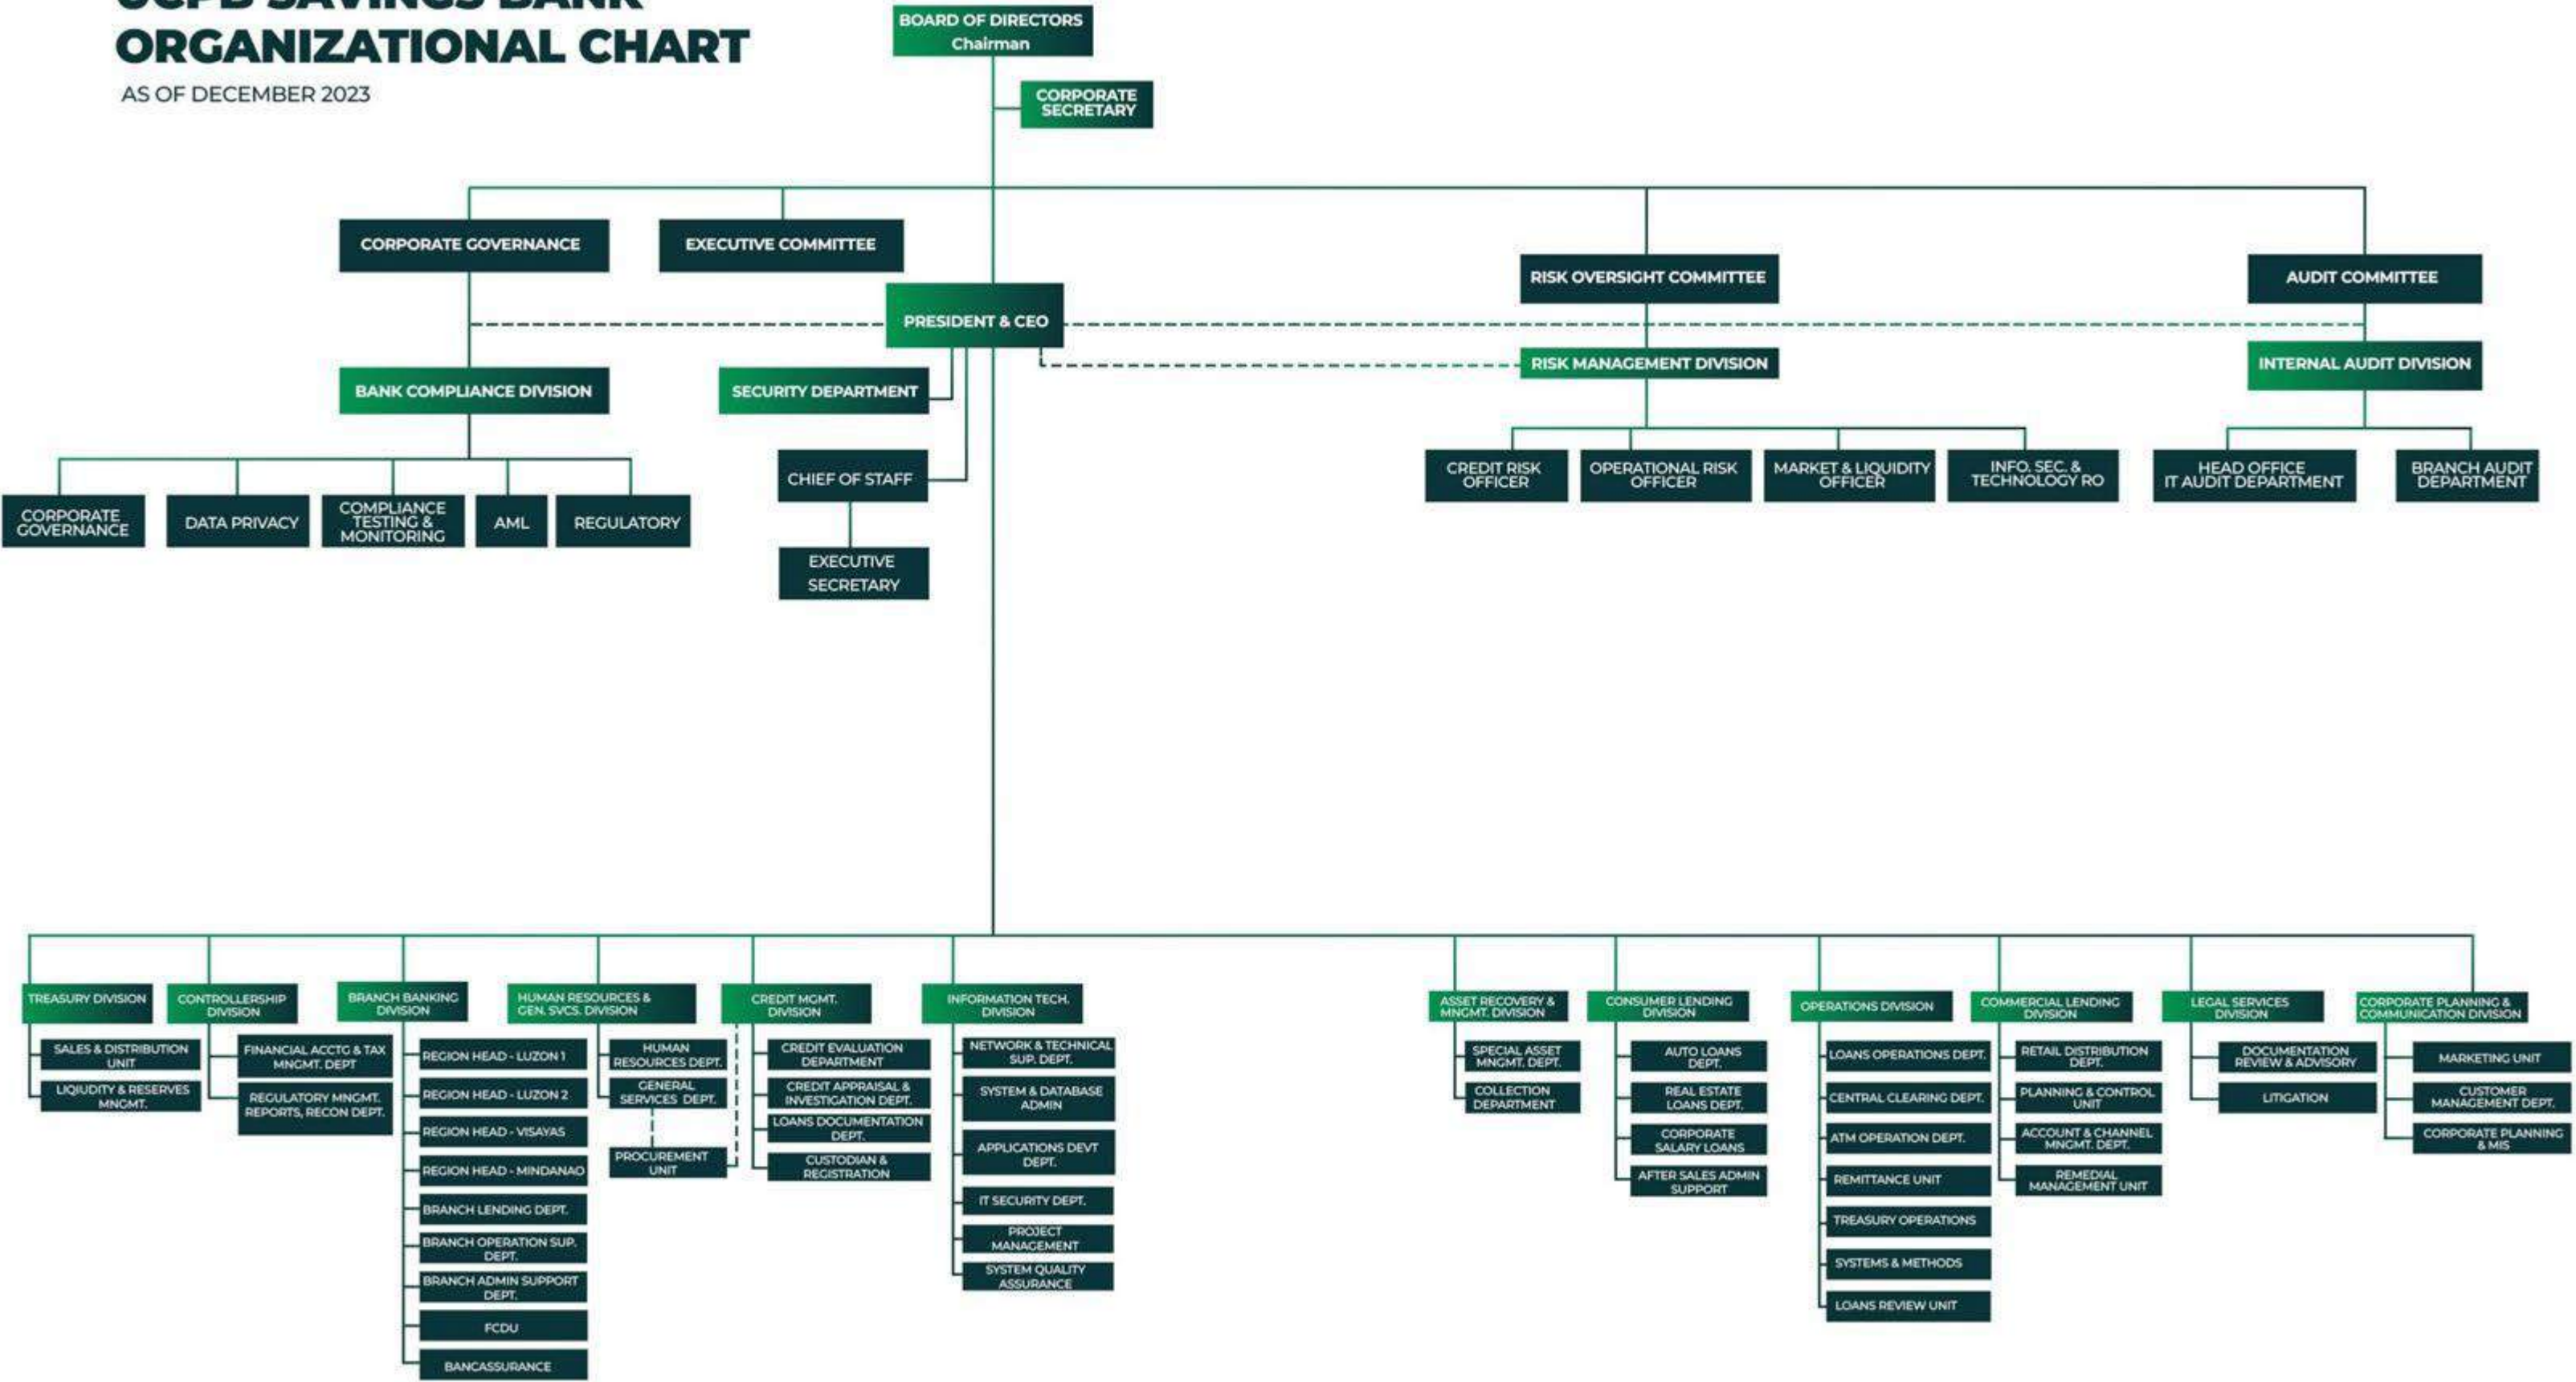 UCPB SAVINGS BANK
ORGANIZATIONAL CHART
AS OF DECEMBER 2023
BOARD OF DIRECTORS
Chairman
CORPORATE
SECRETARY
CORPORATE GOVERNANCE
EXECUTIVE COMMITTEE
RISK OVERSIGHT COMMITTEE
AUDIT COMMITTEE
PRESIDENT & CEO
BANK COMPLIANCE DIVISION
SECURITY DEPARTMENT
RISK MANAGEMENT DIVISION
INTERNAL AUDIT DIVISION
CORPORATE
GOVERNANCE
DATA PRIVACY
COMPLIANCE
TESTING &
MONITORING
AML
REGULATORY
CHIEF OF STAFF
EXECUTIVE
SECRETARY
CREDIT RISK
OFFICER
OPERATIONAL RISK
OFFICER
MARKET & LIQUIDITY
OFFICER
INFO. SEC. &
TECHNOLOGY RO
HEAD OFFICE
IT AUDIT DEPARTMENT
BRANCH AUDIT
DEPARTMENT
TREASURY DIVISION
SALES & DISTRIBUTION
UNIT
LIQIUDITY & RESERVES
MNGMT.
CONTROLLERSHIP
DIVISION
FINANCIAL ACCTG & TAX
MNGMT. DEPT
REGULATORY MNGMT.
REPORTS, RECON DEPT.
BRANCH BANKING
DIVISION
REGION HEAD - LUZON 1
REGION HEAD - LUZON 2
REGION HEAD - VISAYAS
REGION HEAD - MINDANAO
BRANCH LENDING DEPT.
BRANCH OPERATION SUP.
DEPT.
BRANCH ADMIN SUPPORT
DEPT.
FCDU
BANCASSURANCE
HUMAN RESOURCES &
GEN. SVCS. DIVISION
HUMAN
RESOURCES DEPT.
GENERAL
SERVICES DEPT.
PROCUREMENT
UNIT
CREDIT MGMT.
DIVISION
CREDIT EVALUATION
DEPARTMENT
CREDIT APPRAISAL &
INVESTIGATION DEPT.
LOANS DOCUMENTATION
DEPT.
CUSTODIAN &
REGISTRATION
INFORMATION TECH.
DIVISION
NETWORK & TECHNICAL
SUP. DEPT.
SYSTEM & DATABASE
ADMIN
APPLICATIONS DEVT
DEPT.
IT SECURITY DEPT.
PROJECT
MANAGEMENT
SYSTEM QUALITY
ASSURANCE
ASSET RECOVERY &
MNGMT. DIVISION
SPECIAL ASSET
MNGMT. DEPT.
COLLECTION
DEPARTMENT
CONSUMER LENDING
DIVISION
AUTO LOANS
DEPT.
REAL ESTATE
LOANS DEPT.
CORPORATE
SALARY LOANS
AFTER SALES ADMIN
SUPPORT
OPERATIONS DIVISION
LOANS OPERATIONS DEPT.
CENTRAL CLEARING DEPT.
ATM OPERATION DEPT.
REMITTANCE UNIT
TREASURY OPERATIONS
SYSTEMS & METHODS
LOANS REVIEW UNIT
COMMERCIAL LENDING
DIVISION
RETAIL DISTRIBUTION
DEPT.
PLANNING & CONTROL
UNIT
ACCOUNT & CHANNEL
MNGMT. DEPT.
REMEDIAL
MANAGEMENT UNIT
LEGAL SERVICES
DIVISION
DOCUMENTATION
REVIEW & ADVISORY
LITIGATION
CORPORATE PLANNING &
COMMUNICATION DIVISION
MARKETING UNIT
CUSTOMER
MANAGEMENT DEPT.
CORPORATE PLANNING
& MIS